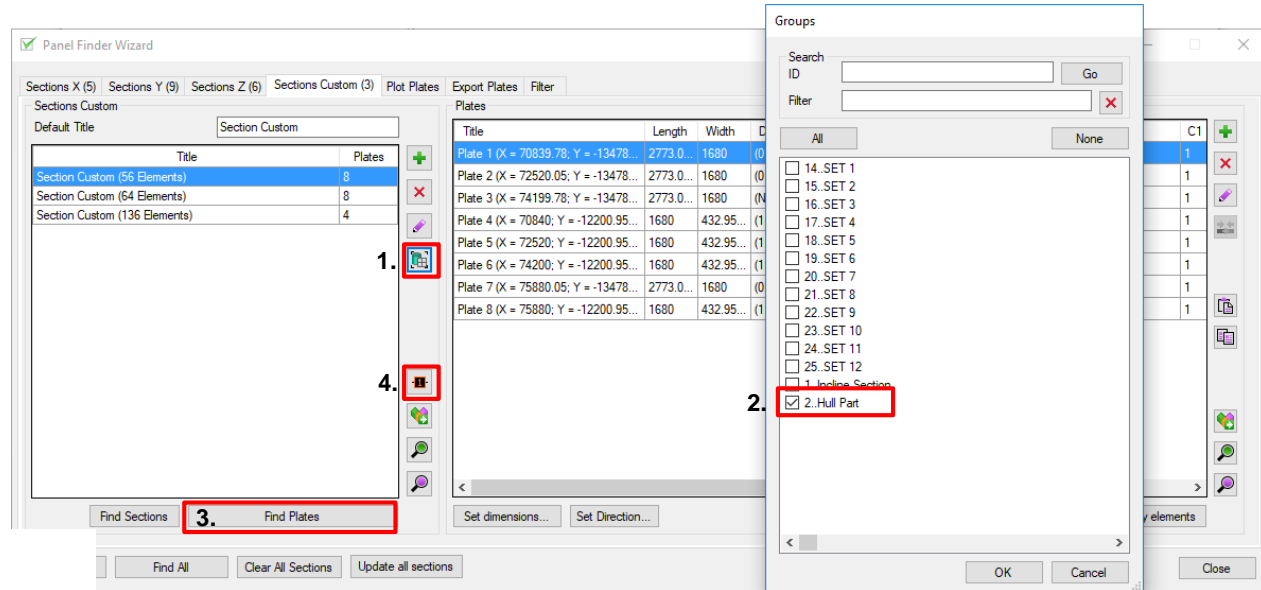 Panel Finder Wizard
Sections X (5) Sections Y (9) Sections Z (6) Sections Custom (3) Plot Plates Export Plates Filter
Sections Custom
Default Title Section Custom
Title Plates
Section Custom (56 Elements) 8
Section Custom (64 Elements) 8
Section Custom (136 Elements) 4
1.
4.
1
Find Sections
3. Find Plates
Plates
Title Length Width D C1
Plate 1 (X = 70839.78; Y = -13478... 2773.0... 1680 (0 1
Plate 2 (X = 72520.05; Y = -13478... 2773.0... 1680 (0 1
Plate 3 (X = 74199.78; Y = -13478... 2773.0... 1680 (N 1
Plate 4 (X = 70840; Y = -12200.95... 1680 432.95... (1 1
Plate 5 (X = 72520; Y = -12200.95... 1680 432.95... (1 1
Plate 6 (X = 74200; Y = -12200.95... 1680 432.95... (1 1
Plate 7 (X = 75880.05; Y = -13478... 2773.0... 1680 (0 1
Plate 8 (X = 75880; Y = -12200.95... 1680 432.95... (1 1
Set dimensions... Set Direction... y elements
Find All Clear All Sections Update all sections Close
Groups
Search
ID Go
Filter
All None
14..SET 1
15..SET 2
16..SET 3
17..SET 4
18..SET 5
19..SET 6
20..SET 7
21..SET 8
22..SET 9
23..SET 10
24..SET 11
25..SET 12
1..Incline Section
2. 2..Hull Part
OK Cancel